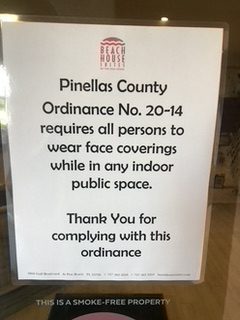 BEACH
HOUSE
SUITES
Pinellas County
Ordinance No. 20-14
requires all persons to
wear face coverings
while in any indoor
public space.
Thank You for
complying with this
ordinance
THIS IS A SMOKE-FREE PROPERTY